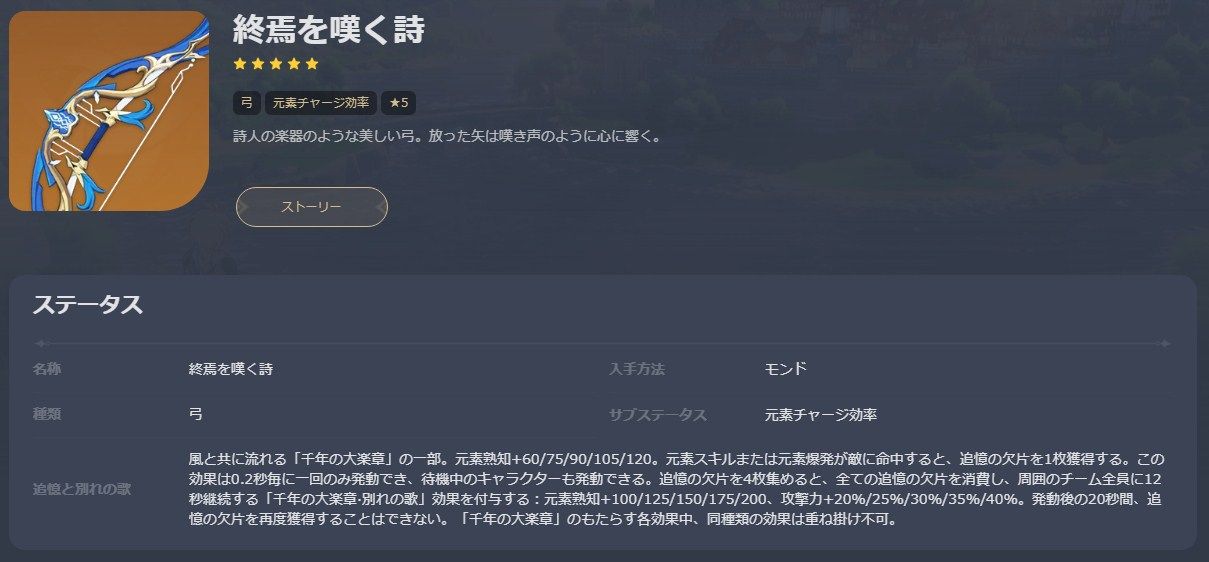 終焉を嘆く詩
★★★★★
弓 元素チャージ効率 ★5
詩人の楽器のような美しい弓。放った矢は嘆き声のように心に響く。
ストーリー
ステータス
名称 終焉を嘆く詩 入手方法 モンド
種類 弓 サブステータス 元素チャージ効率
追憶と別れの歌
風と共に流れる「千年の大楽章」の一部。元素熟知+60/75/90/105/120。元素スキルまたは元素爆発が敵に命中すると、追憶の欠片を1枚獲得する。この
効果は0.2秒毎に一回のみ発動でき、待機中のキャラクターも発動できる。追憶の欠片を4枚集めると、全ての追憶の欠片を消費し、周囲のチーム全員に12
秒継続する「千年の大楽章·別れの歌」効果を付与する：元素熟知+100/125/150/175/200、攻撃力+20%/25%/30%/35%/40%。発動後の20秒間、追
憶の欠片を再度獲得することはできない。「千年の大楽章」のもたらす各効果中、同種類の効果は重ね掛け不可。